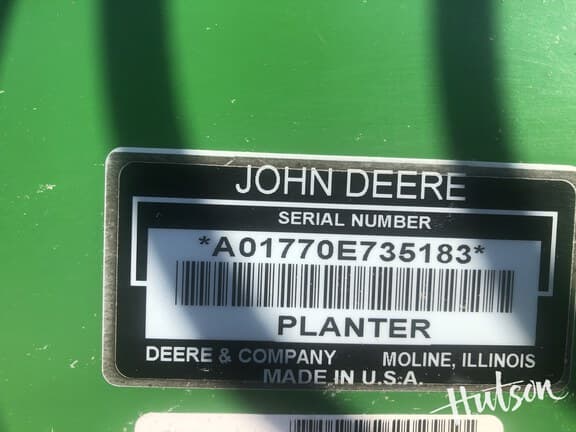 JOHN DEERE
SERIAL NUMBER
*A01770E735183*
PLANTER
DEERE & COMPANY MOLINE, ILLINOIS
MADE IN U.S.A.
Hutson